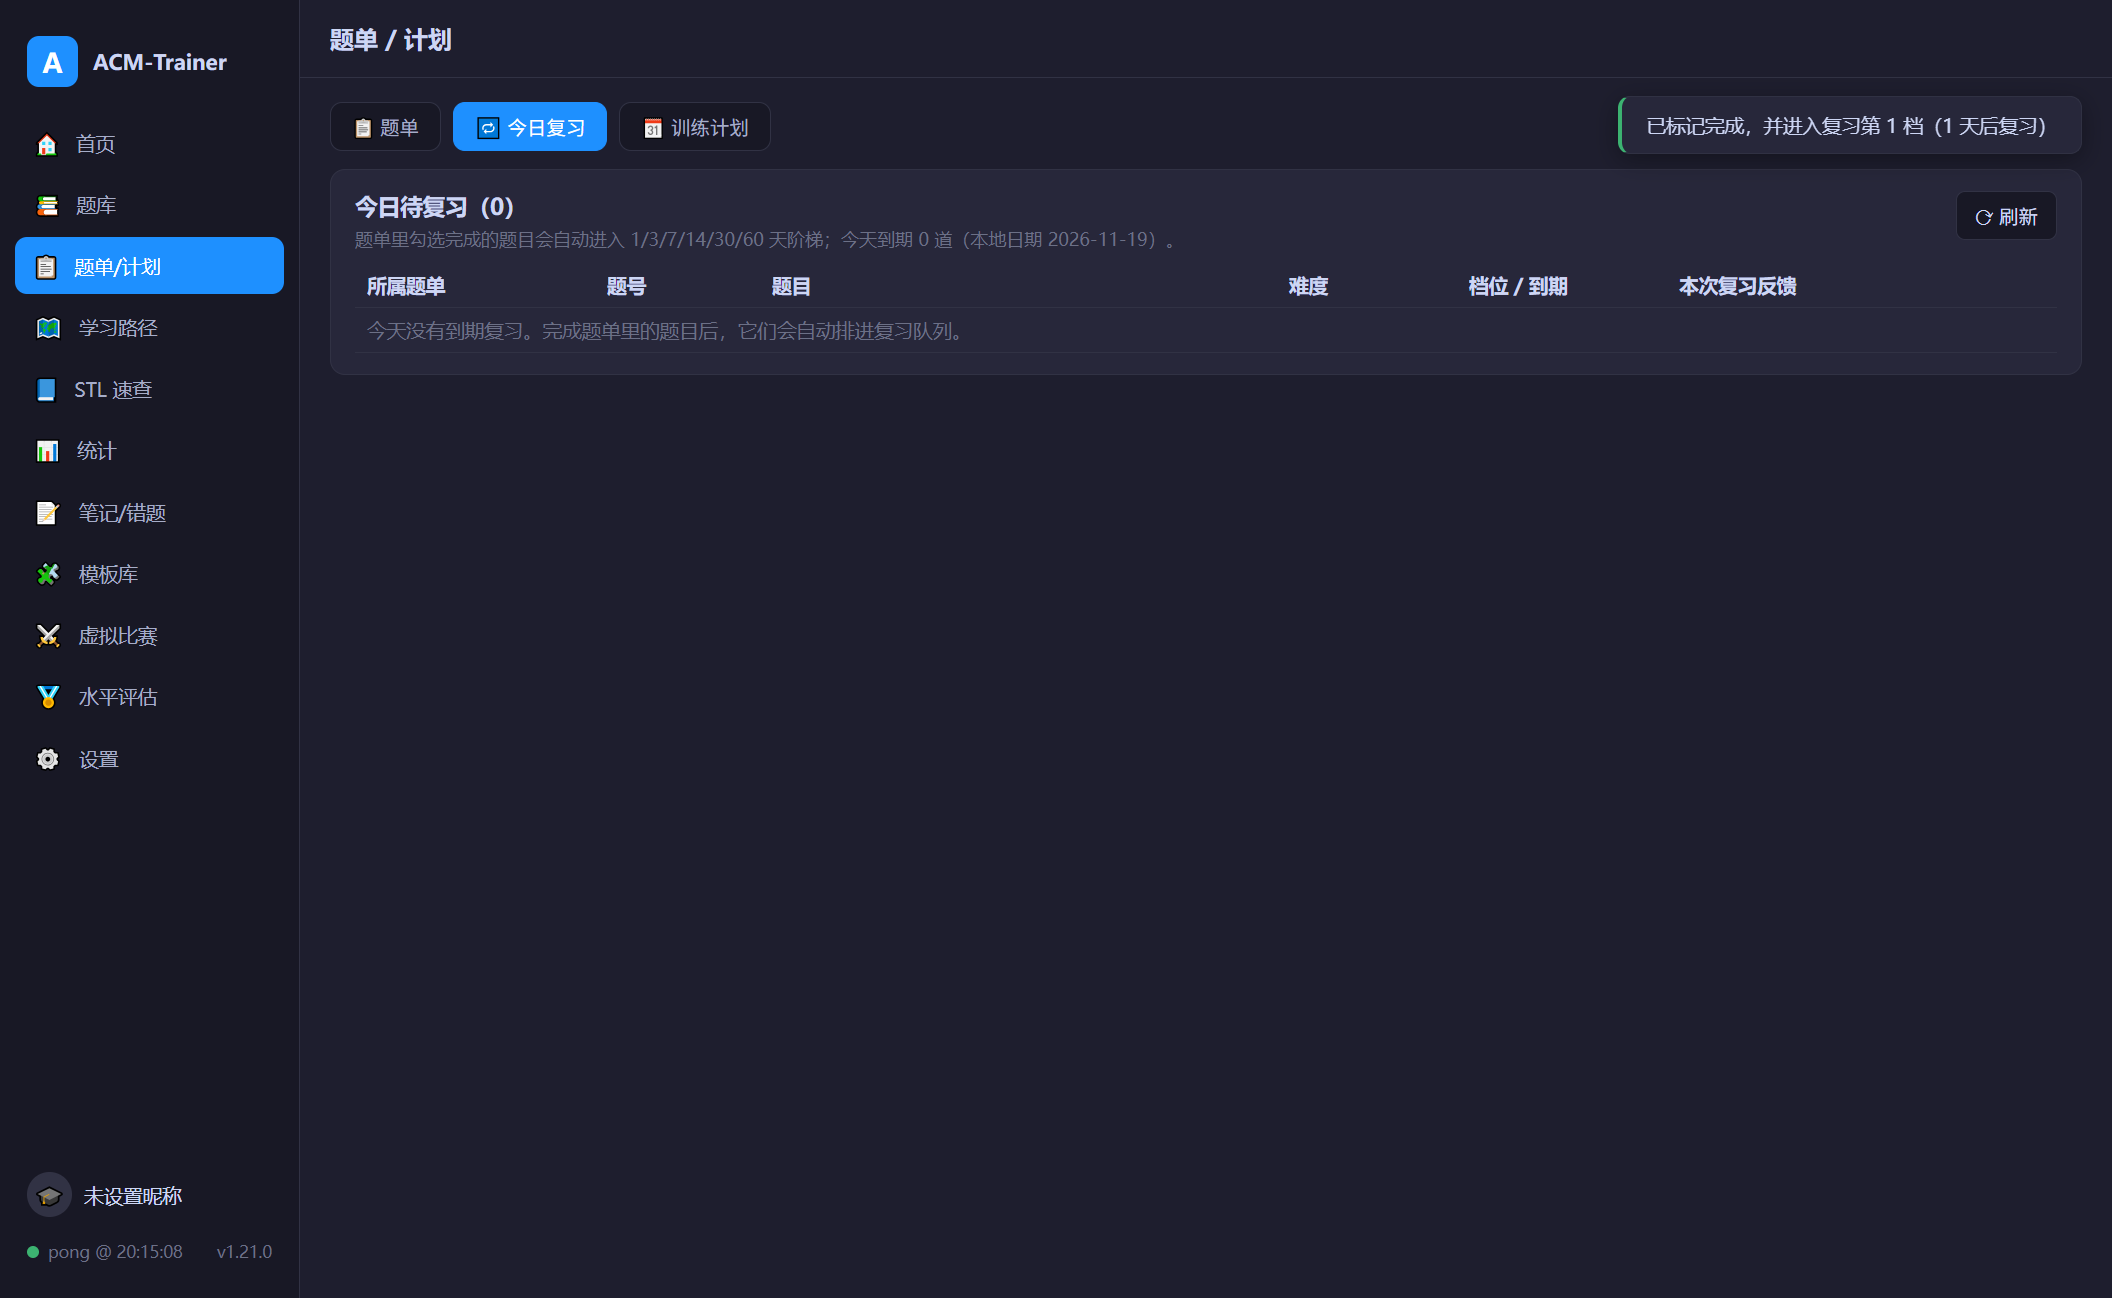 A ACM-Trainer
首页
题库
题单/计划
学习路径
STL 速查
统计
笔记/错题
模板库
虚拟比赛
水平评估
设置
未设置昵称
pong @ 20:15:08 v1.21.0
题单 / 计划
题单 今日复习 31 训练计划
已标记完成，并进入复习第 1 档（1 天后复习）
今日待复习（0）
题单里勾选完成的题目会自动进入 1/3/7/14/30/60 天阶梯；今天到期 0 道（本地日期 2026-11-19）。
刷新
所属题单 题号 题目 难度 档位 / 到期 本次复习反馈
今天没有到期复习。完成题单里的题目后，它们会自动排进复习队列。